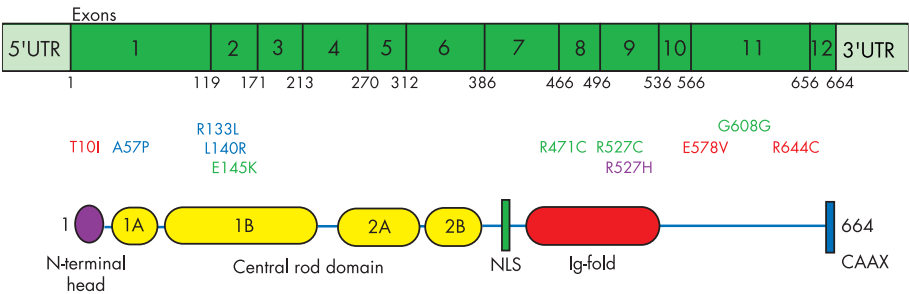 Exons
5'UTR 1 2 3 4 5 6 7 8 9 10 11 12 3'UTR
1 119 171 213 270 312 386 466 496 536 566 656 664
G608G
R133L
T10I A57P L140R R471C R527C E578V R644C
E145K R527H
1 1A 1B 2A 2B 664
N-terminal head Central rod domain NLS Ig-fold CAAX